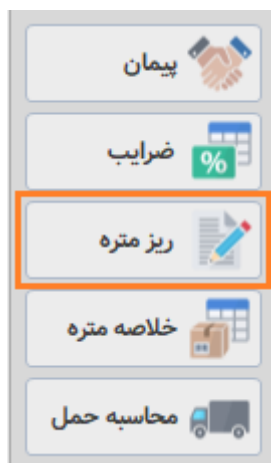 پیمان
ضرایب
%
ریز متره
خلاصه متره
محاسبه حمل